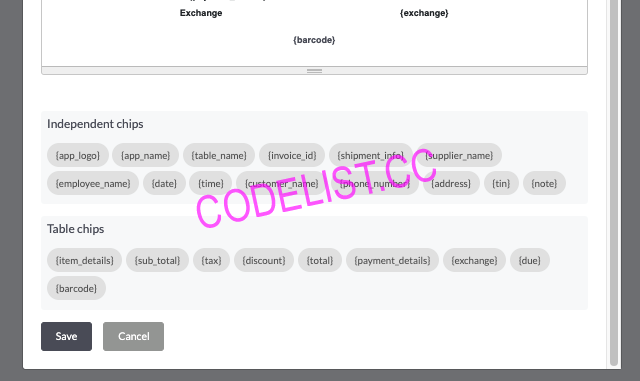 Exchange {exchange}
{barcode}
Independent chips
{app_logo} {app_name} {table_name} {invoice_id} {shipment_info} {supplier_name}
{employee_name} {date} {time} {customer_name} {phone_number} {address} {tin} {note}
CODELIST.CC
Table chips
{item_details} {sub_total} {tax} {discount} {total} {payment_details} {exchange} {due}
{barcode}
Save Cancel